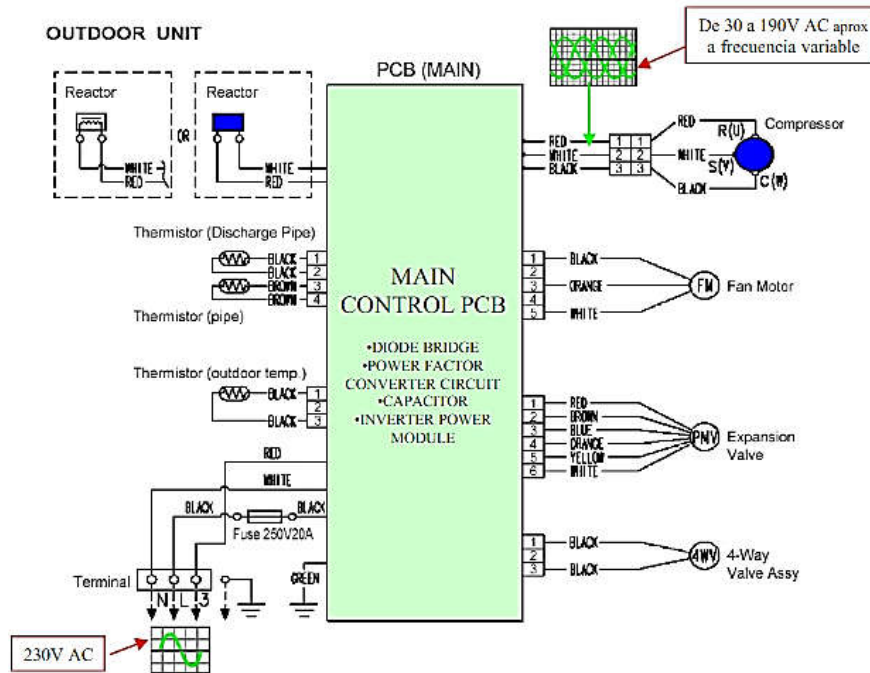 OUTDOOR UNIT
De 30 a 190V AC aprox
a frecuencia variable
PCB (MAIN)
Reactor
OR
Reactor
WHITE
RED
WHITE
RED
RED
WHITE
BLACK
1 1
2 2
3 3
RED
WHITE
BLACK
R(U)
S(V)
C(W)
Compressor
Thermistor (Discharge Pipe)
BLACK 1
BLACK 2
BROWN 3
BROWN 4
Thermistor (pipe)
Thermistor (outdoor temp.)
BLACK 1
2
BLACK 3
MAIN
CONTROL PCB
•DIODE BRIDGE
•POWER FACTOR
CONVERTER CIRCUIT
•CAPACITOR
•INVERTER POWER
MODULE
1 BLACK
2
3 ORANGE
4
5 WHITE
FM
Fan Motor
1 RED
2 BROWN
3 BLUE
4 ORANGE
5 YELLOW
6 WHITE
PMV
Expansion
Valve
1 BLACK
2
3 BLACK
4WV
4-Way
Valve Assy
RED
WHITE
BLACK
BLACK
Fuse 250V20A
GREEN
Terminal
N L 3
230V AC